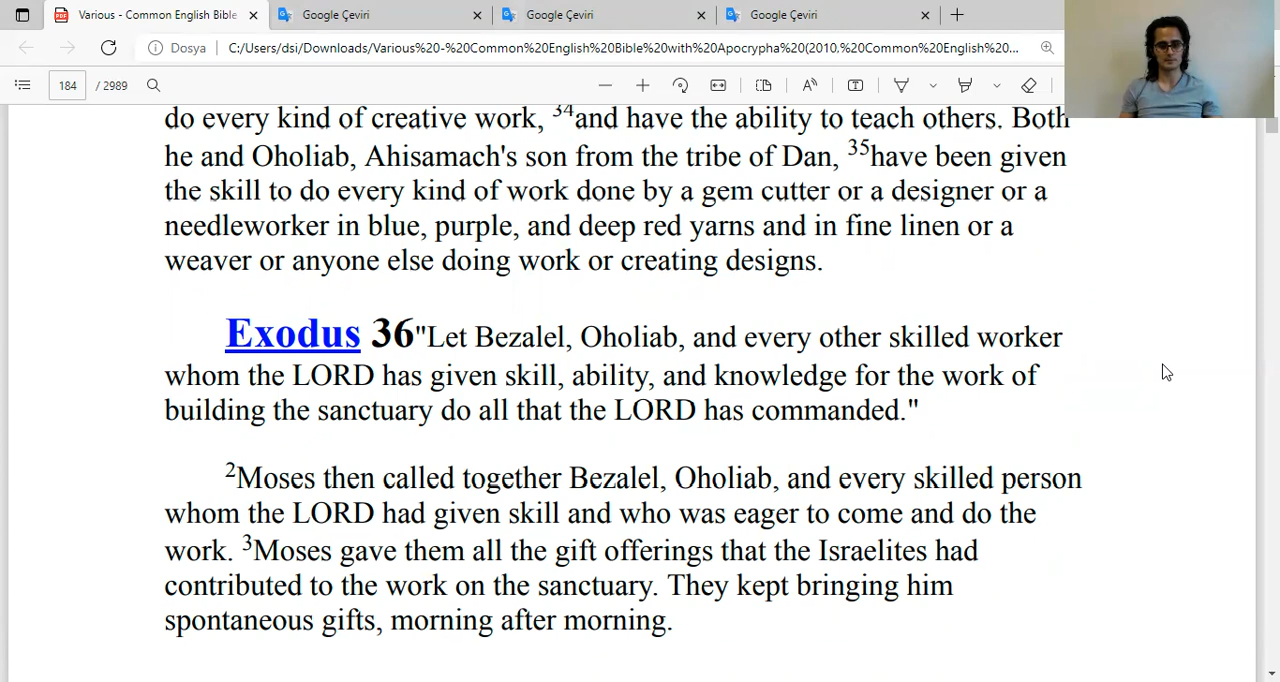 Various - Common English Bible
Google Çeviri
Google Çeviri
Google Çeviri
Dosya
C:/Users/dsi/Downloads/Various%20-%20Common%20English%20Bible%20with%20Apocrypha%20(2010.%20Common%20English%20...
184 / 2989
do every kind of creative work, 34and have the ability to teach others. Both
he and Oholiab, Ahisamach's son from the tribe of Dan, 35have been given
the skill to do every kind of work done by a gem cutter or a designer or a
needleworker in blue, purple, and deep red yarns and in fine linen or a
weaver or anyone else doing work or creating designs.
Exodus 36"Let Bezalel, Oholiab, and every other skilled worker
whom the LORD has given skill, ability, and knowledge for the work of
building the sanctuary do all that the LORD has commanded."
2Moses then called together Bezalel, Oholiab, and every skilled person
whom the LORD had given skill and who was eager to come and do the
work. 3Moses gave them all the gift offerings that the Israelites had
contributed to the work on the sanctuary. They kept bringing him
spontaneous gifts, morning after morning.